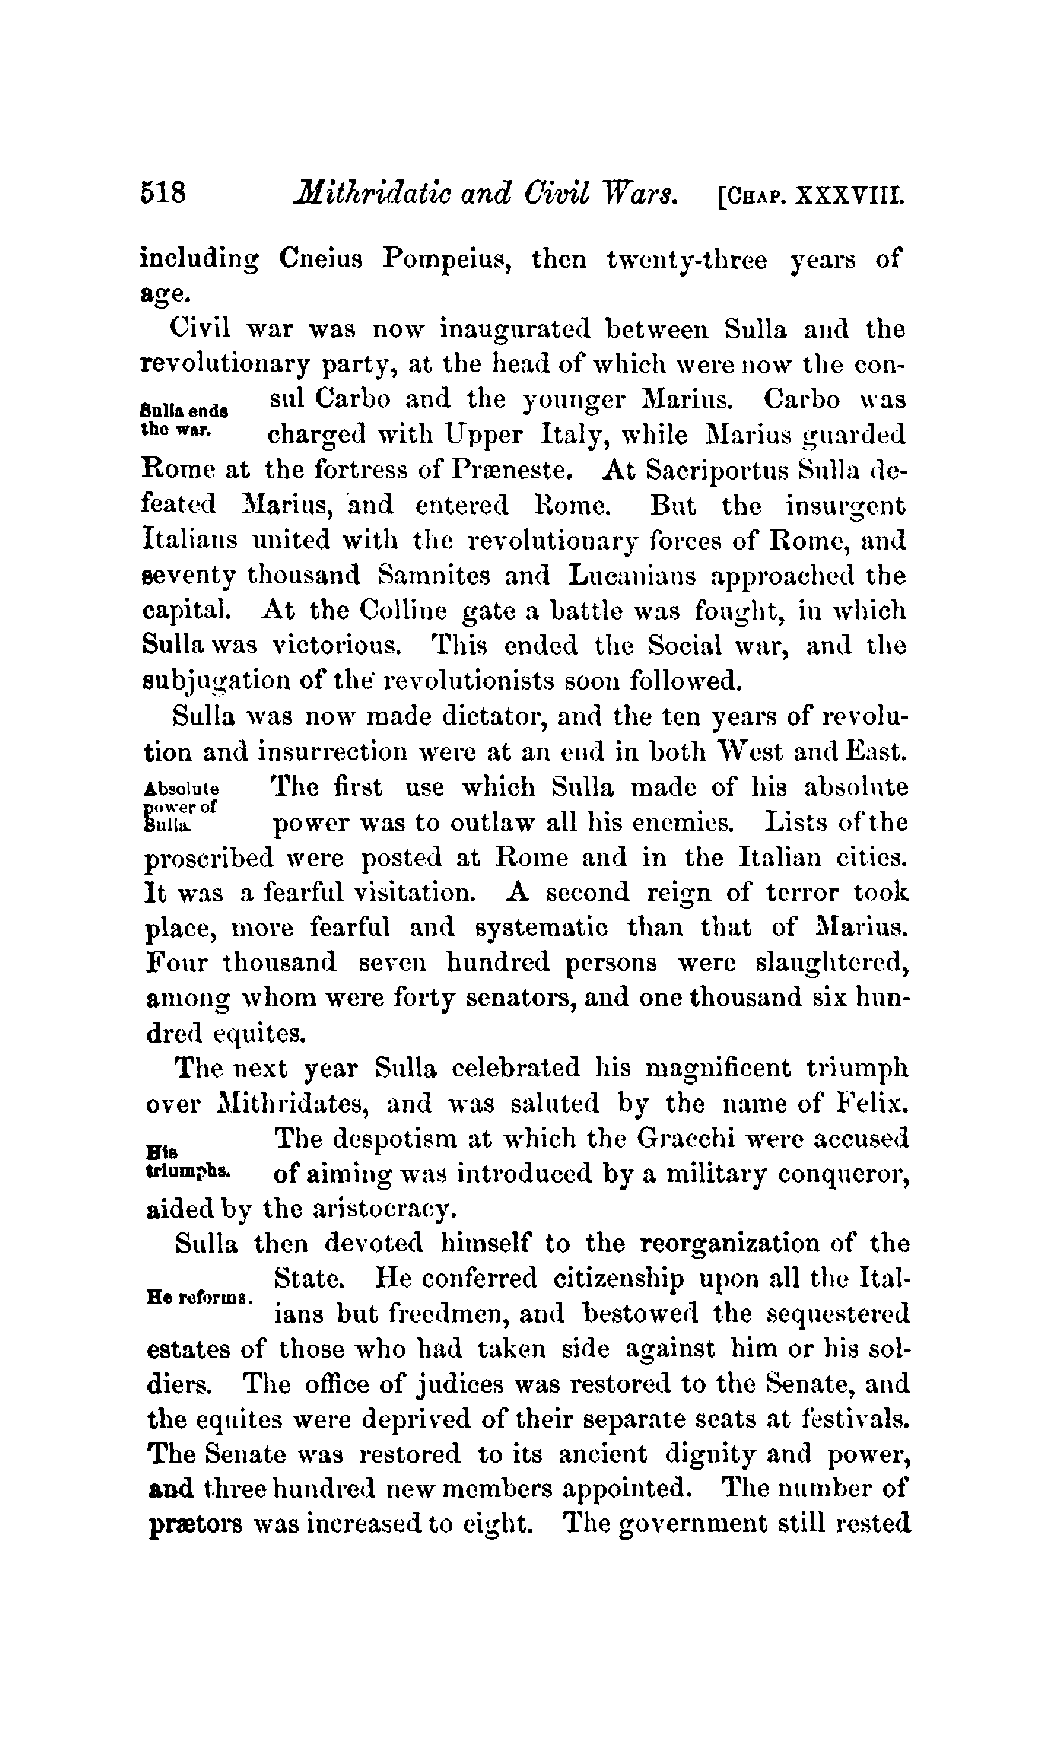 518 Mithridatic and Civil Wars. [CHAP. XXXVIII.
including Cneius Pompeius, then twenty-three years of
age.
Civil war was now inaugurated between Sulla and the
revolutionary party, at the head of which were now the con-
Sulla ends
the war.
sul Carbo and the younger Marius. Carbo was
charged with Upper Italy, while Marius guarded
Rome at the fortress of Præneste. At Sacriportus Sulla de-
feated Marius, and entered Rome. But the insurgent
Italians united with the revolutionary forces of Rome, and
seventy thousand Samnites and Lucanians approached the
capital. At the Colline gate a battle was fought, in which
Sulla was victorious. This ended the Social war, and the
subjugation of the revolutionists soon followed.
Sulla was now made dictator, and the ten years of revolu-
tion and insurrection were at an end in both West and East.
Absolute
power of
Sulla.
The first use which Sulla made of his absolute
power was to outlaw all his enemies. Lists of the
proscribed were posted at Rome and in the Italian cities.
It was a fearful visitation. A second reign of terror took
place, more fearful and systematic than that of Marius.
Four thousand seven hundred persons were slaughtered,
among whom were forty senators, and one thousand six hun-
dred equites.
The next year Sulla celebrated his magnificent triumph
over Mithridates, and was saluted by the name of Felix.
His
triumphs.
The despotism at which the Gracchi were accused
of aiming was introduced by a military conqueror,
aided by the aristocracy.
Sulla then devoted himself to the reorganization of the
He reforms.
State. He conferred citizenship upon all the Ital-
ians but freedmen, and bestowed the sequestered
estates of those who had taken side against him or his sol-
diers. The office of judices was restored to the Senate, and
the equites were deprived of their separate seats at festivals.
The Senate was restored to its ancient dignity and power,
and three hundred new members appointed. The number of
prætors was increased to eight. The government still rested